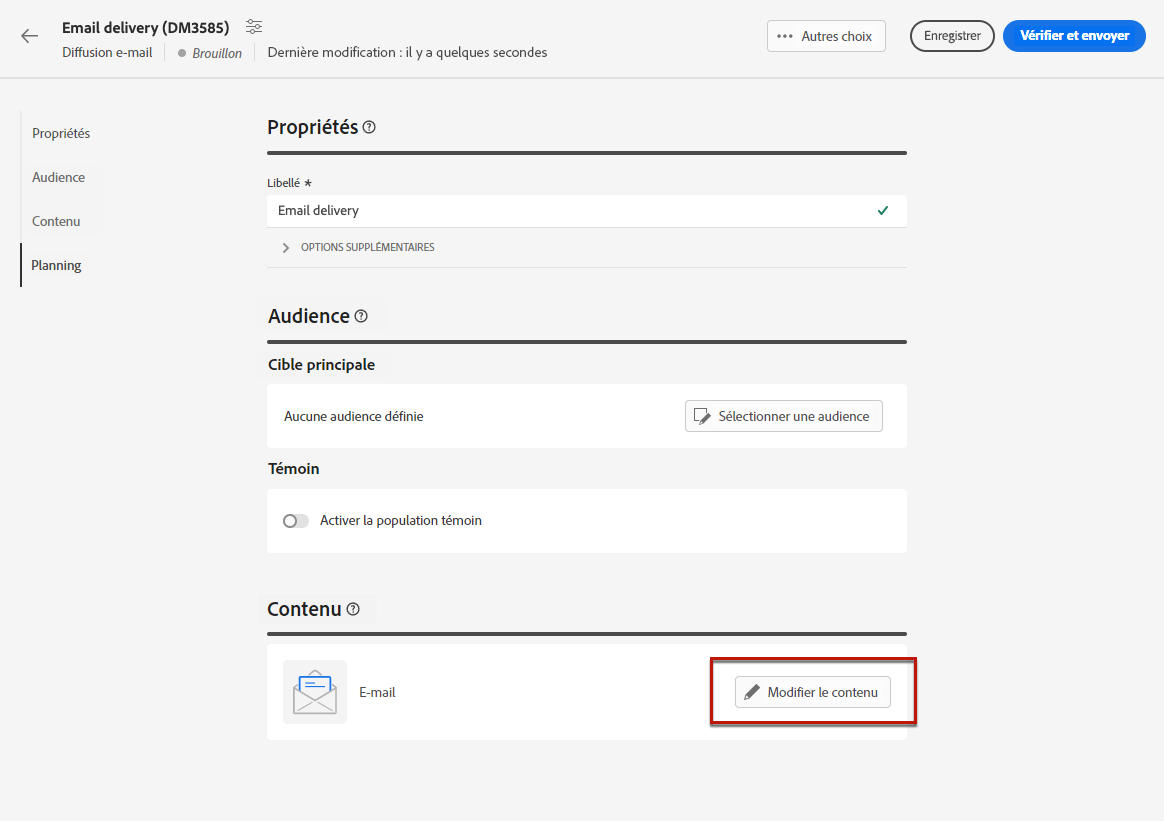 Email delivery (DM3585)
Diffusion e-mail
Brouillon
Dernière modification : il y a quelques secondes
Autres choix
Enregistrer
Vérifier et envoyer
Propriétés
Audience
Contenu
Planning
Propriétés
Libellé *
Email delivery
OPTIONS SUPPLÉMENTAIRES
Audience
Cible principale
Aucune audience définie
Sélectionner une audience
Témoin
Activer la population témoin
Contenu
E-mail
Modifier le contenu